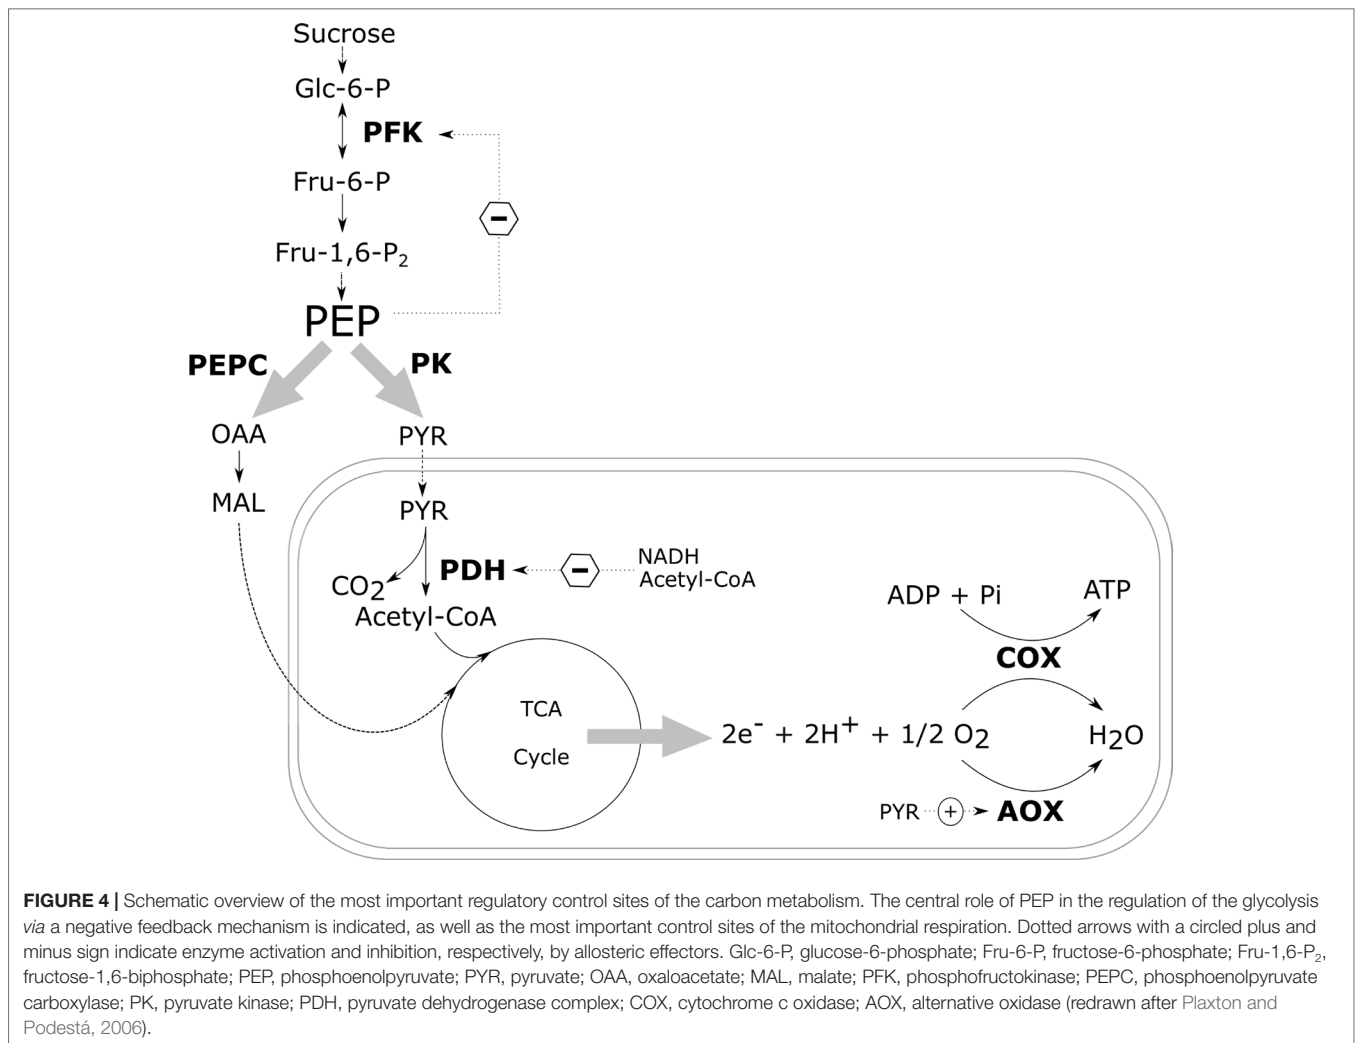 Sucrose
Glc-6-P
PFK
Fru-6-P
−
Fru-1,6-P₂
PEP
PEPC
PK
OAA
PYR
MAL
PYR
CO₂
PDH
−
NADH
Acetyl-CoA
Acetyl-CoA
ADP + Pi
ATP
COX
TCA
Cycle
2e⁻ + 2H⁺ + 1/2 O₂
H₂O
PYR
+
AOX
FIGURE 4 | Schematic overview of the most important regulatory control sites of the carbon metabolism. The central role of PEP in the regulation of the glycolysis
via a negative feedback mechanism is indicated, as well as the most important control sites of the mitochondrial respiration. Dotted arrows with a circled plus and
minus sign indicate enzyme activation and inhibition, respectively, by allosteric effectors. Glc-6-P, glucose-6-phosphate; Fru-6-P, fructose-6-phosphate; Fru-1,6-P₂,
fructose-1,6-biphosphate; PEP, phosphoenolpyruvate; PYR, pyruvate; OAA, oxaloacetate; MAL, malate; PFK, phosphofructokinase; PEPC, phosphoenolpyruvate
carboxylase; PK, pyruvate kinase; PDH, pyruvate dehydrogenase complex; COX, cytochrome c oxidase; AOX, alternative oxidase (redrawn after Plaxton and
Podestá, 2006).